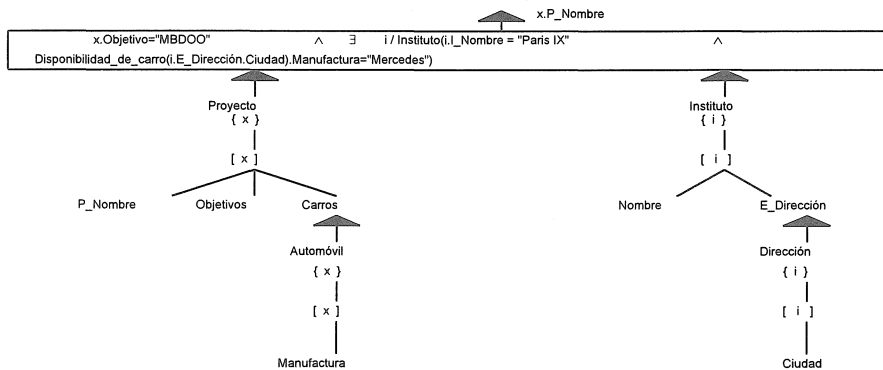 x.P_Nombre
x.Objetivo="MBDOO" ∧ ∃ i / Instituto(i.I_Nombre = "Paris IX" ∧
Disponibilidad_de_carro(i.E_Dirección.Ciudad).Manufactura="Mercedes")
Proyecto Instituto
{ x } { i }
[ x ] [ i ]
P_Nombre Objetivos Carros Nombre E_Dirección
Automóvil Dirección
{ x } { i }
[ x ] [ i ]
Manufactura Ciudad